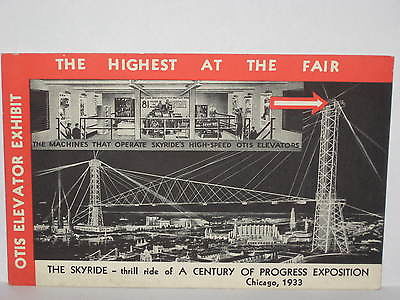 THE HIGHEST AT THE FAIR
OTIS ELEVATOR EXHIBIT
81
THE MACHINES THAT OPERATE SKYRIDE'S HIGH-SPEED OTIS ELEVATORS
THE SKYRIDE - thrill ride of A CENTURY OF PROGRESS EXPOSITION
Chicago, 1933